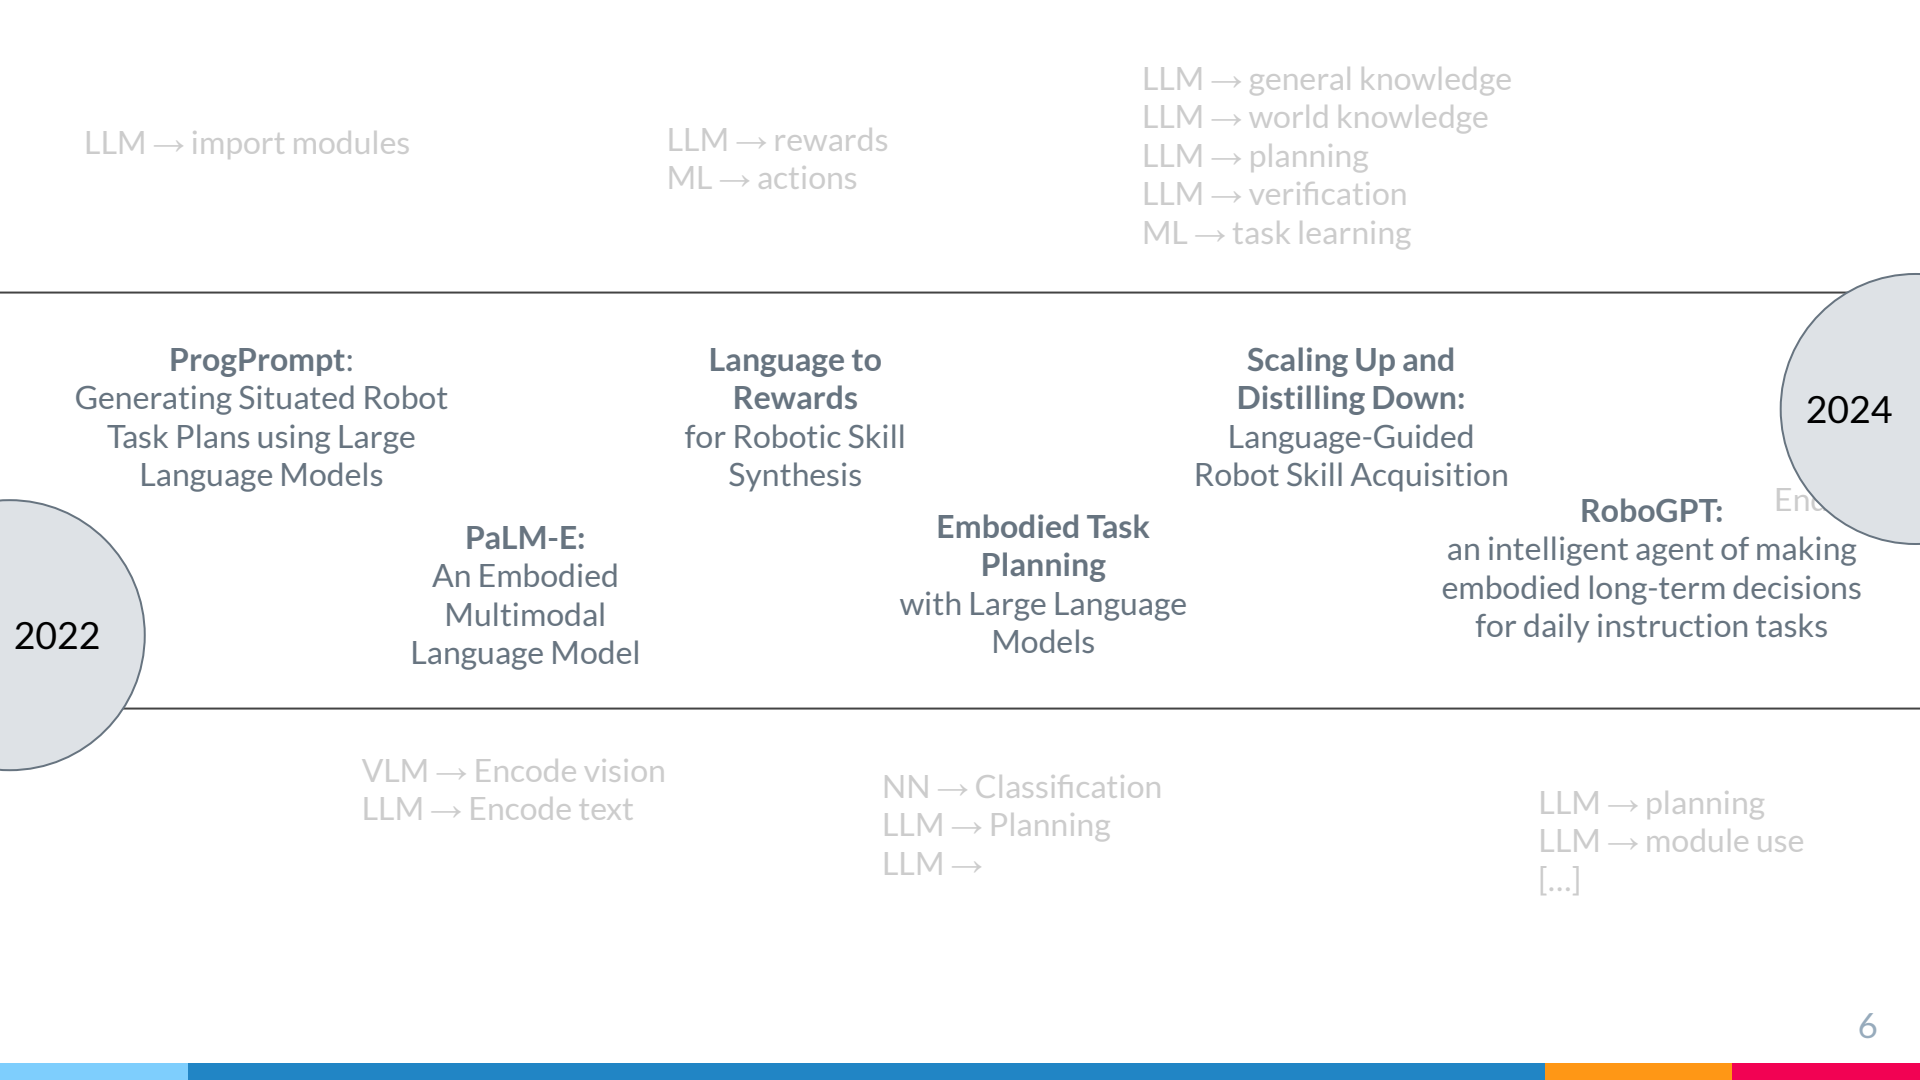 LLM → import modules
LLM → rewards
ML → actions
LLM → general knowledge
LLM → world knowledge
LLM → planning
LLM → verification
ML → task learning
ProgPrompt:
Generating Situated Robot
Task Plans using Large
Language Models
Language to
Rewards
for Robotic Skill
Synthesis
Scaling Up and
Distilling Down:
Language-Guided
Robot Skill Acquisition
2024
2022
PaLM-E:
An Embodied
Multimodal
Language Model
Embodied Task
Planning
with Large Language
Models
RoboGPT:
an intelligent agent of making
embodied long-term decisions
for daily instruction tasks
VLM → Encode vision
LLM → Encode text
NN → Classification
LLM → Planning
LLM →
LLM → planning
LLM → module use
[...]
6